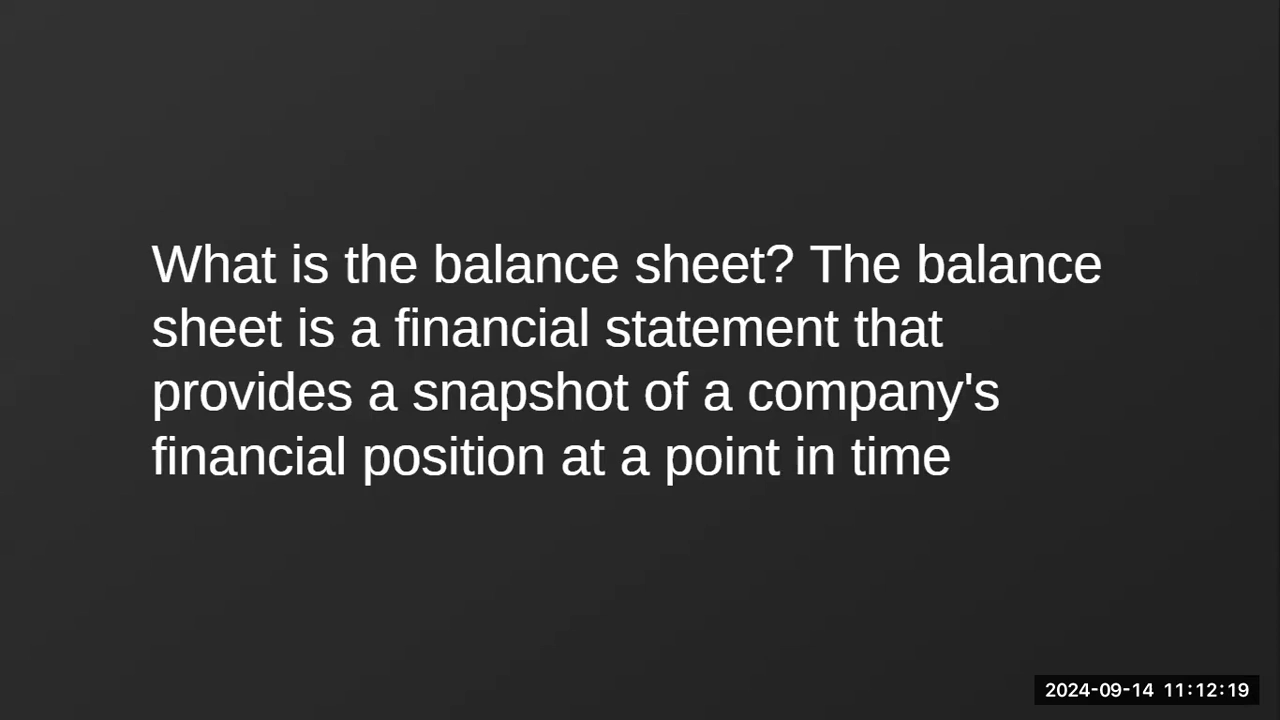 What is the balance sheet? The balance
sheet is a financial statement that
provides a snapshot of a company's
financial position at a point in time
2024-09-14 11:12:19